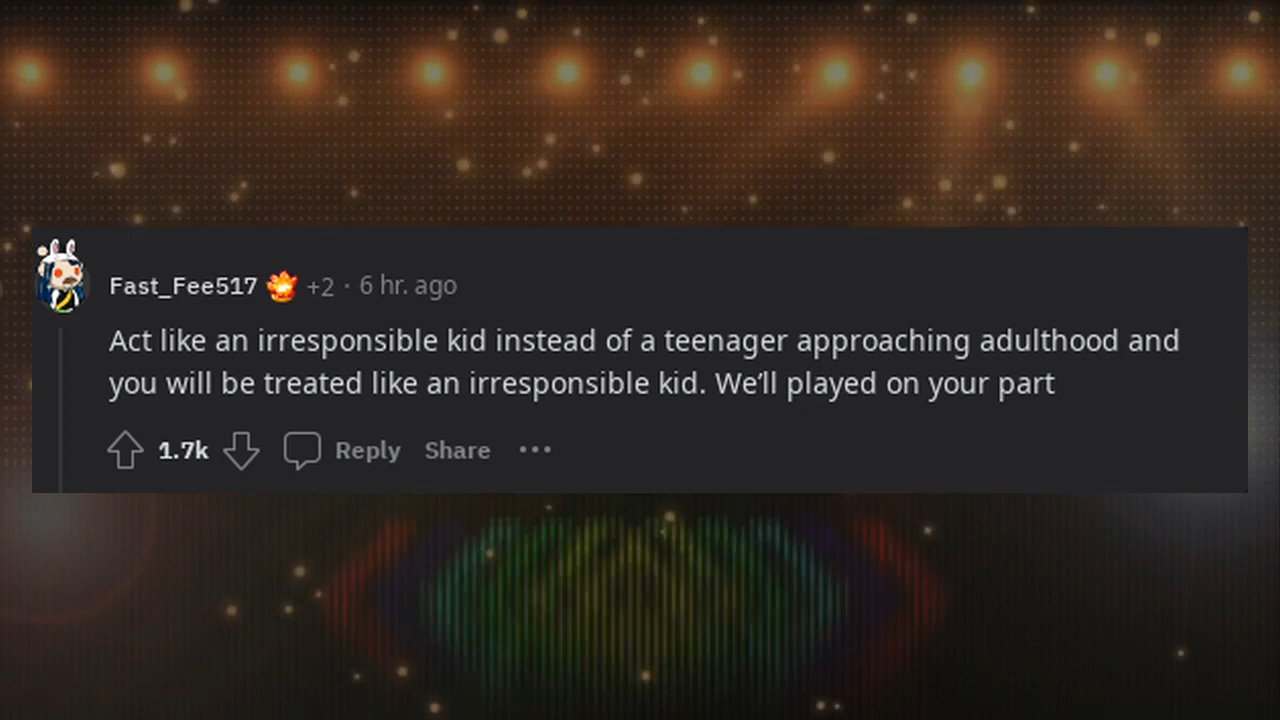 Fast_Fee517 +2 · 6 hr. ago
Act like an irresponsible kid instead of a teenager approaching adulthood and
you will be treated like an irresponsible kid. We'll played on your part
1.7k Reply Share •••